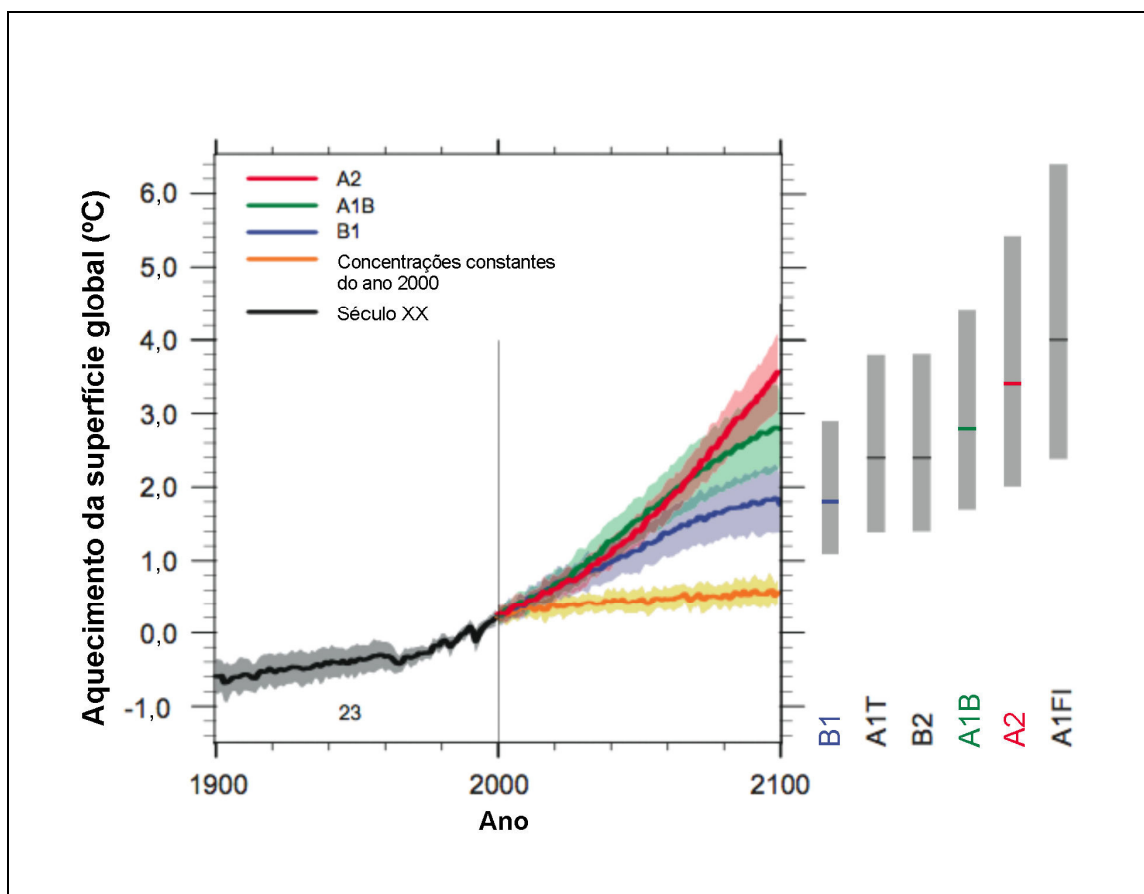 Aquecimento da superfície global (ºC)
6,0
5,0
4,0
3,0
2,0
1,0
0,0
-1,0
A2
A1B
B1
Concentrações constantes
do ano 2000
Século XX
23
1900
2000
2100
Ano
B1
A1T
B2
A1B
A2
A1FI